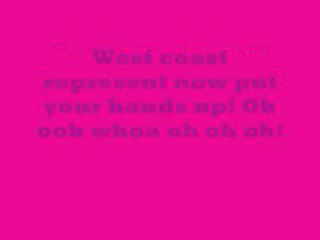 West coast
represent now put
your hands up! Oh
ooh whoa oh oh oh!